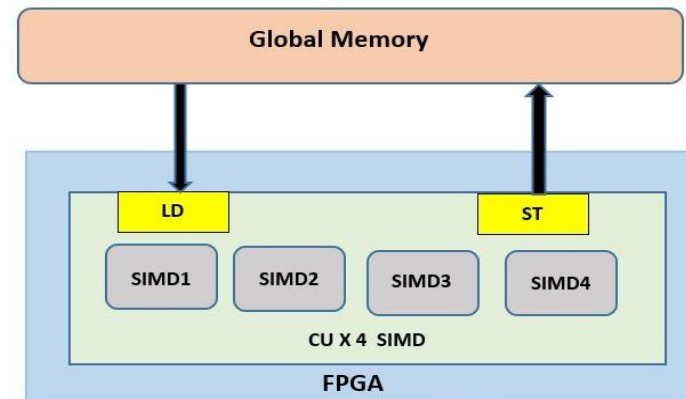 Global Memory
LD
ST
SIMD1
SIMD2
SIMD3
SIMD4
CU X 4 SIMD
FPGA